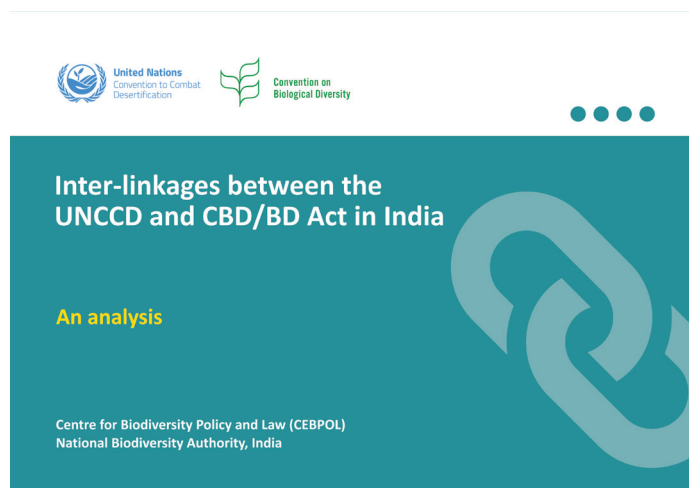 United Nations
Convention to Combat
Desertification
Convention on
Biological Diversity
Inter-linkages between the
UNCCD and CBD/BD Act in India
An analysis
Centre for Biodiversity Policy and Law (CEBPOL)
National Biodiversity Authority, India